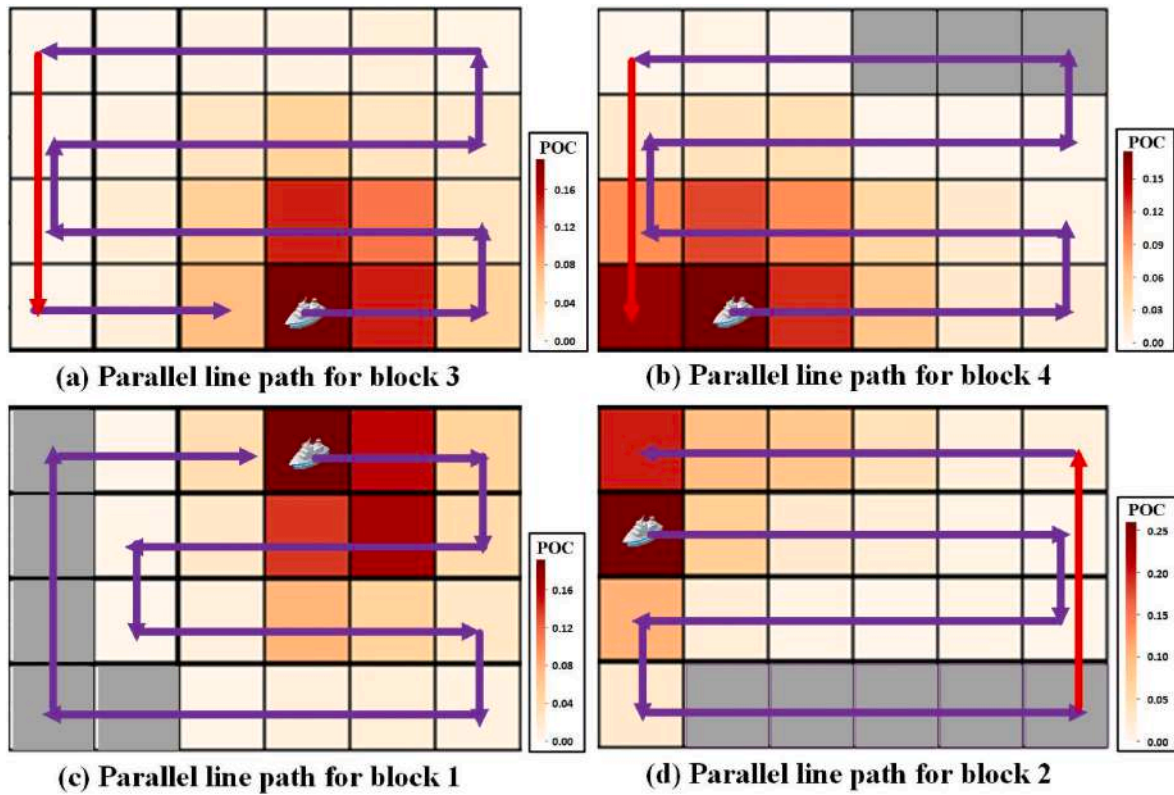 POC
0.16
0.12
0.08
0.04
0.00
POC
0.15
0.12
0.09
0.06
0.03
0.00
(a) Parallel line path for block 3
(b) Parallel line path for block 4
POC
0.16
0.12
0.08
0.04
0.00
POC
0.25
0.20
0.15
0.10
0.05
0.00
(c) Parallel line path for block 1
(d) Parallel line path for block 2